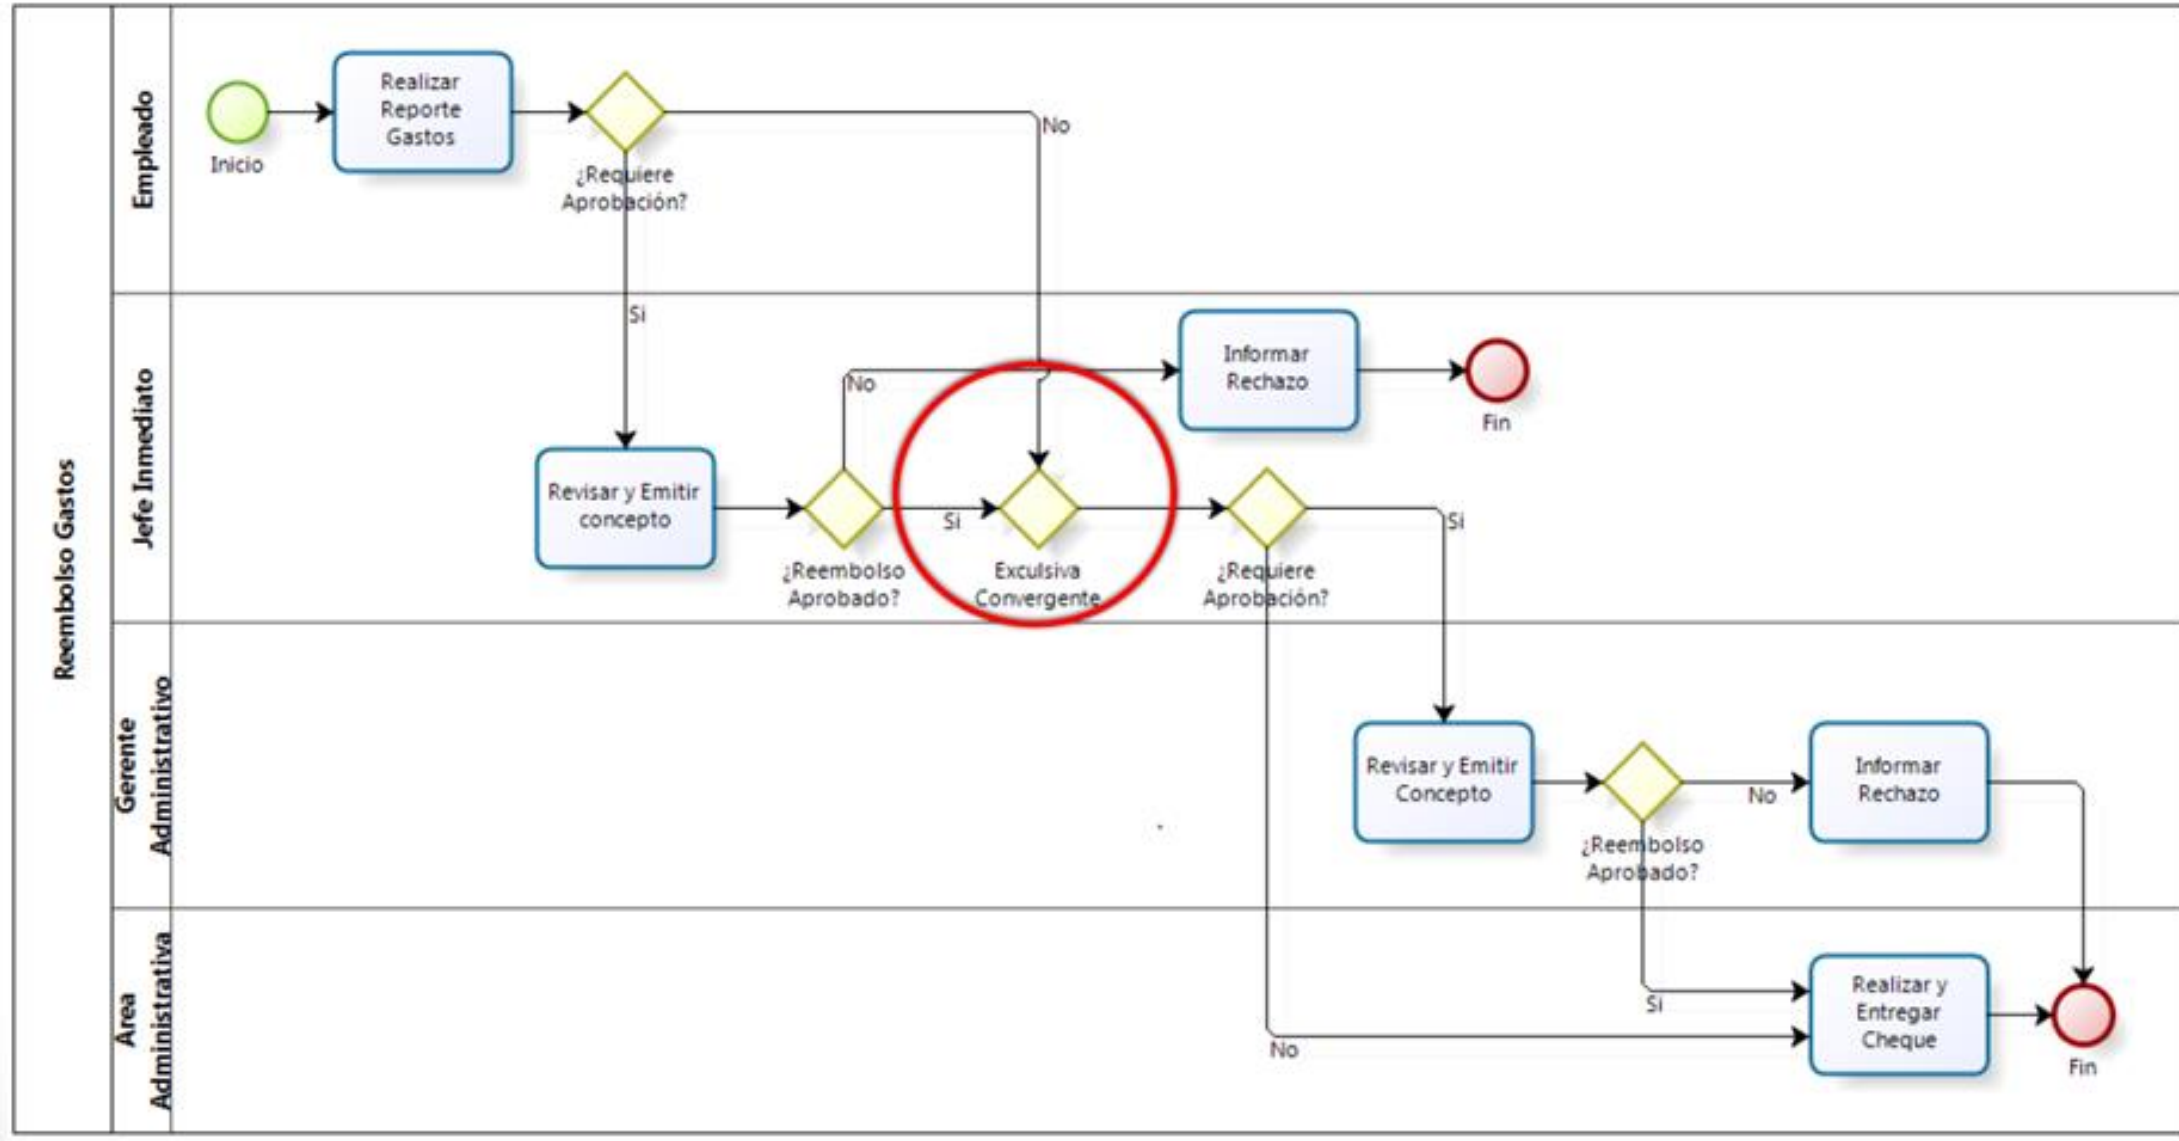 Reembolso Gastos
Empleado
Inicio
Realizar
Reporte
Gastos
¿Requiere
Aprobación?
No
Si
Jefe Inmediato
Revisar y Emitir
concepto
No
¿Reembolso
Aprobado?
Si
Exculsiva
Convergente
Informar
Rechazo
Fin
¿Requiere
Aprobación?
Si
Gerente
Administrativo
Revisar y Emitir
Concepto
¿Reembolso
Aprobado?
No
Informar
Rechazo
Area
Administrativa
Si
No
Realizar y
Entregar
Cheque
Fin